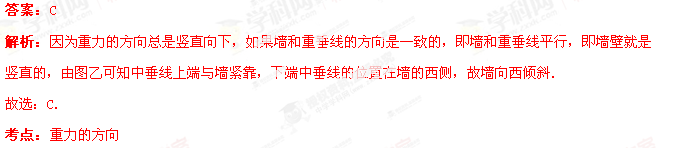 答案：C
解析：因为重力的方向总是竖直向下，如果墙和重垂线的方向是一致的，即墙和重垂线平行，即墙壁就是
竖直的，由图乙可知中垂线上端与墙紧靠，下端中垂线的位置在墙的西侧，故墙向西倾斜．
故选：C．
考点：重力的方向